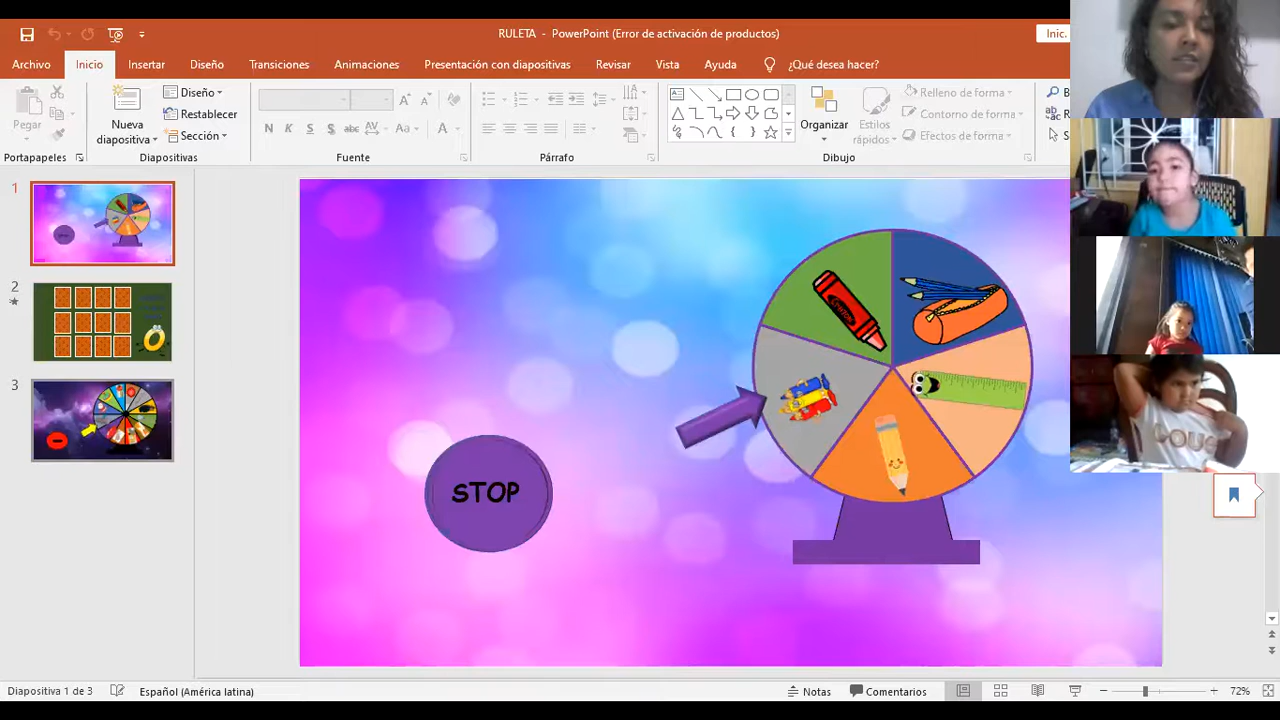 RULETA - PowerPoint (Error de activación de productos)
Inic.
Archivo Inicio Insertar Diseño Transiciones Animaciones Presentación con diapositivas Revisar Vista Ayuda ¿Qué desea hacer?
Pegar
Nueva diapositiva
Diseño
Restablecer
Sección
N K S S abc AV Aa A
Organizar
Estilos rápidos
Relleno de forma
Contorno de forma
Efectos de forma
Portapapeles Diapositivas Fuente Párrafo Dibujo
1
2
3
STOP
Diapositiva 1 de 3 Español (América latina) Notas Comentarios 72%